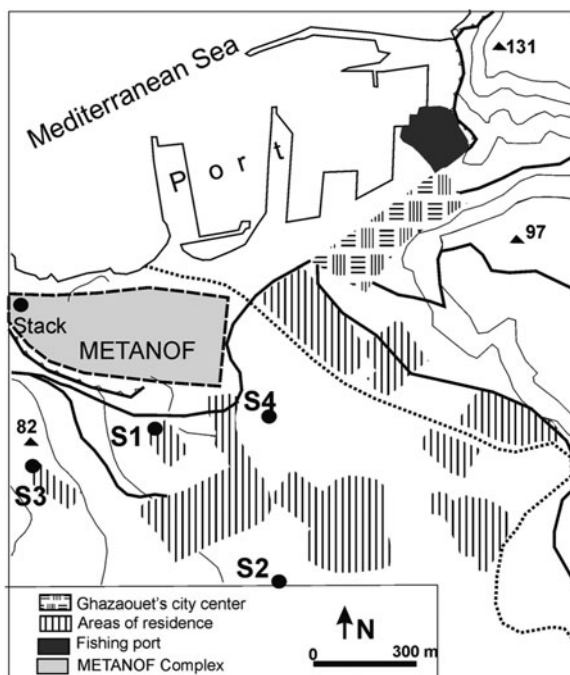 Mediterranean Sea
131
Port
97
Stack
METANOF
S4
S1
82
S3
S2
Ghazaouet's city center
Areas of residence
Fishing port
METANOF Complex
N
0 300 m